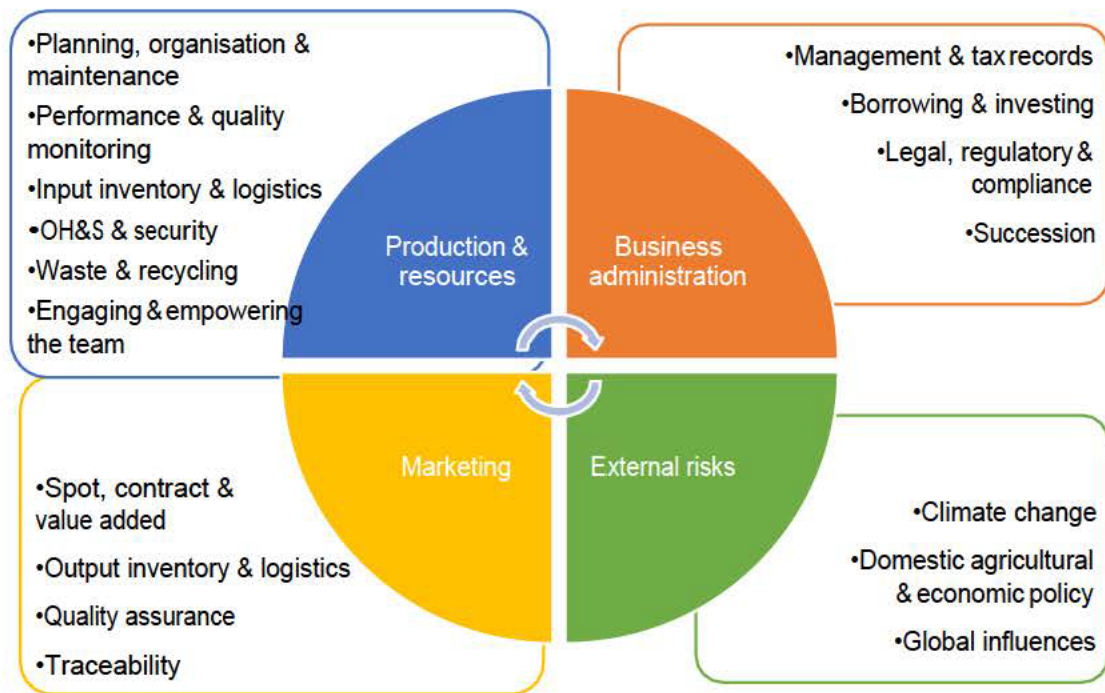 •Planning, organisation &
maintenance
•Performance & quality
monitoring
•Input inventory & logistics
•OH&S & security
•Waste & recycling
•Engaging & empowering
the team
Production &
resources
Business
administration
•Management & tax records
•Borrowing & investing
•Legal, regulatory &
compliance
•Succession
•Spot, contract &
value added
•Output inventory & logistics
•Quality assurance
•Traceability
Marketing
External risks
•Climate change
•Domestic agricultural
& economic policy
•Global influences